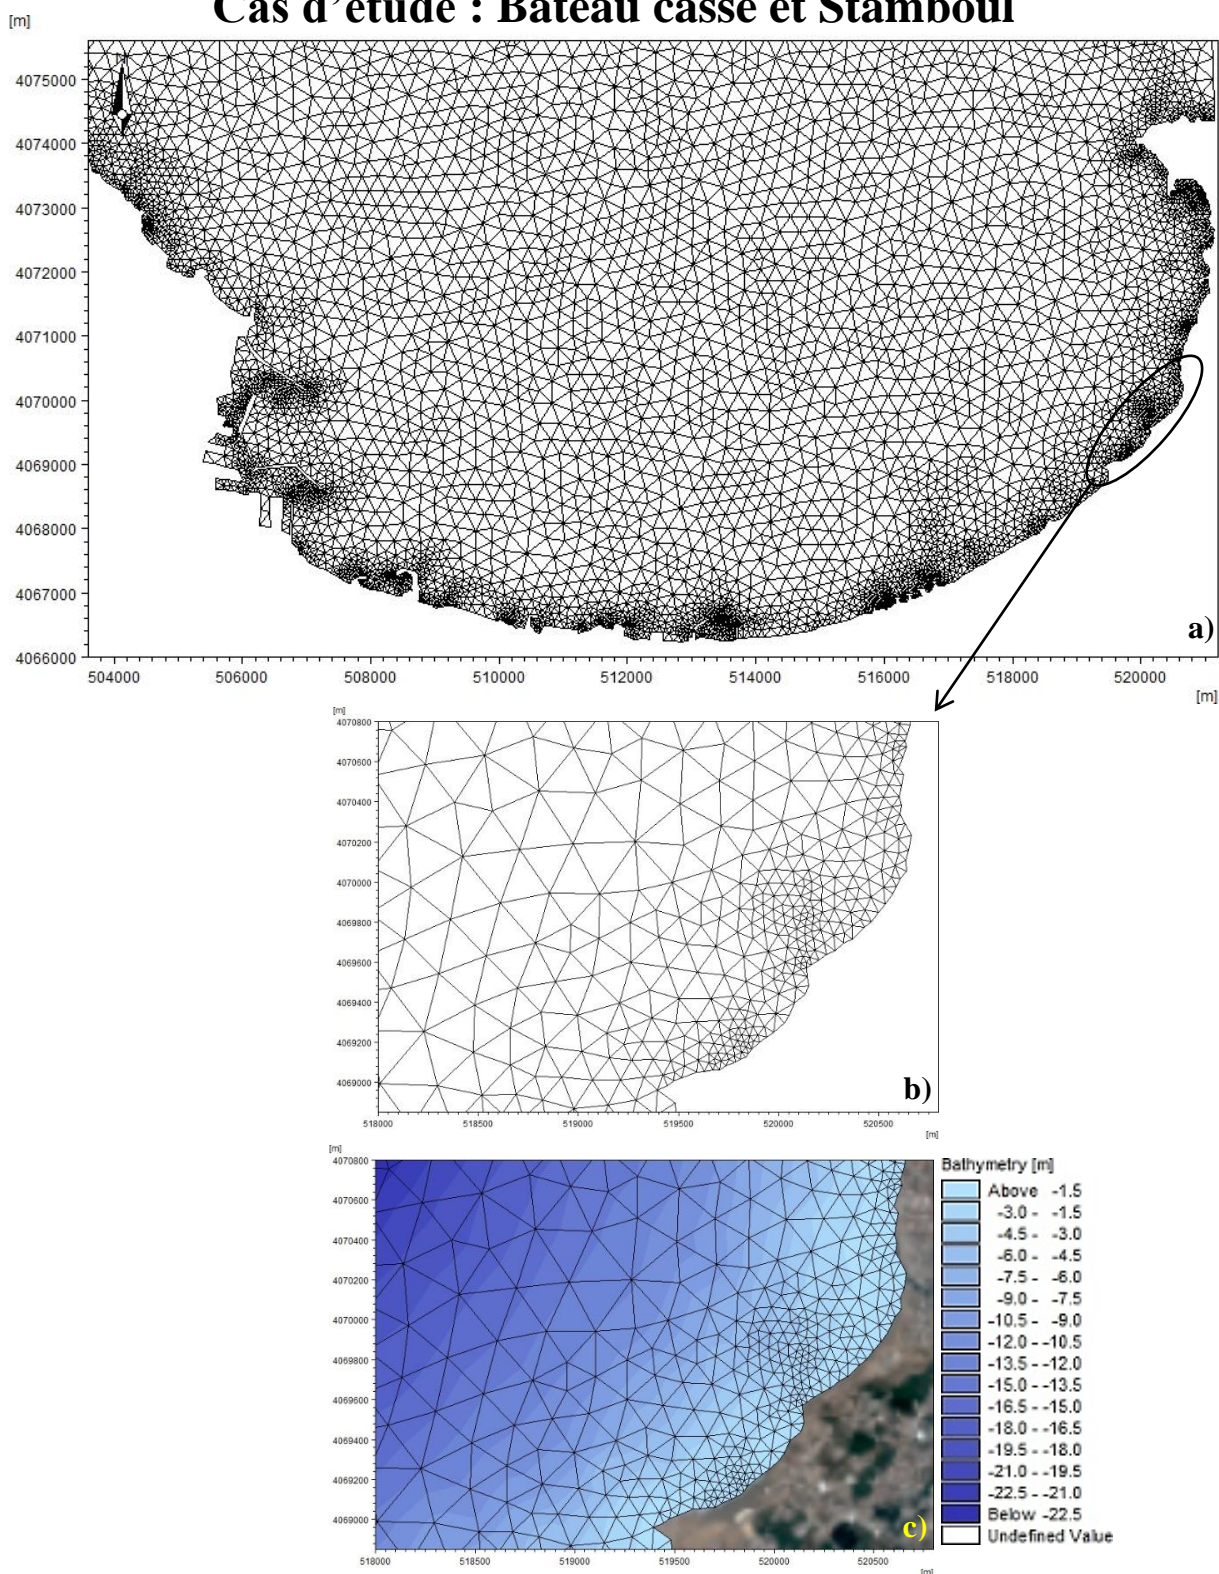 Cas d’étude : Bateau cassé et Stamboul
[m]
4075000
4074000
4073000
4072000
4071000
4070000
4069000
4068000
4067000
4066000
a)
504000 506000 508000 510000 512000 514000 516000 518000 520000
[m]
[m]
4070800
4070600
4070400
4070200
4070000
4069800
4069600
4069400
4069200
4069000
b)
518000 518500 519000 519500 520000 520500
[m]
[m]
4070800
4070600
4070400
4070200
4070000
4069800
4069600
4069400
4069200
4069000
c)
518000 518500 519000 519500 520000 520500
[m]
Bathymetry [m]
Above -1.5
-3.0 - -1.5
-4.5 - -3.0
-6.0 - -4.5
-7.5 - -6.0
-9.0 - -7.5
-10.5 - -9.0
-12.0 - -10.5
-13.5 - -12.0
-15.0 - -13.5
-16.5 - -15.0
-18.0 - -16.5
-19.5 - -18.0
-21.0 - -19.5
-22.5 - -21.0
Below -22.5
Undefined Value